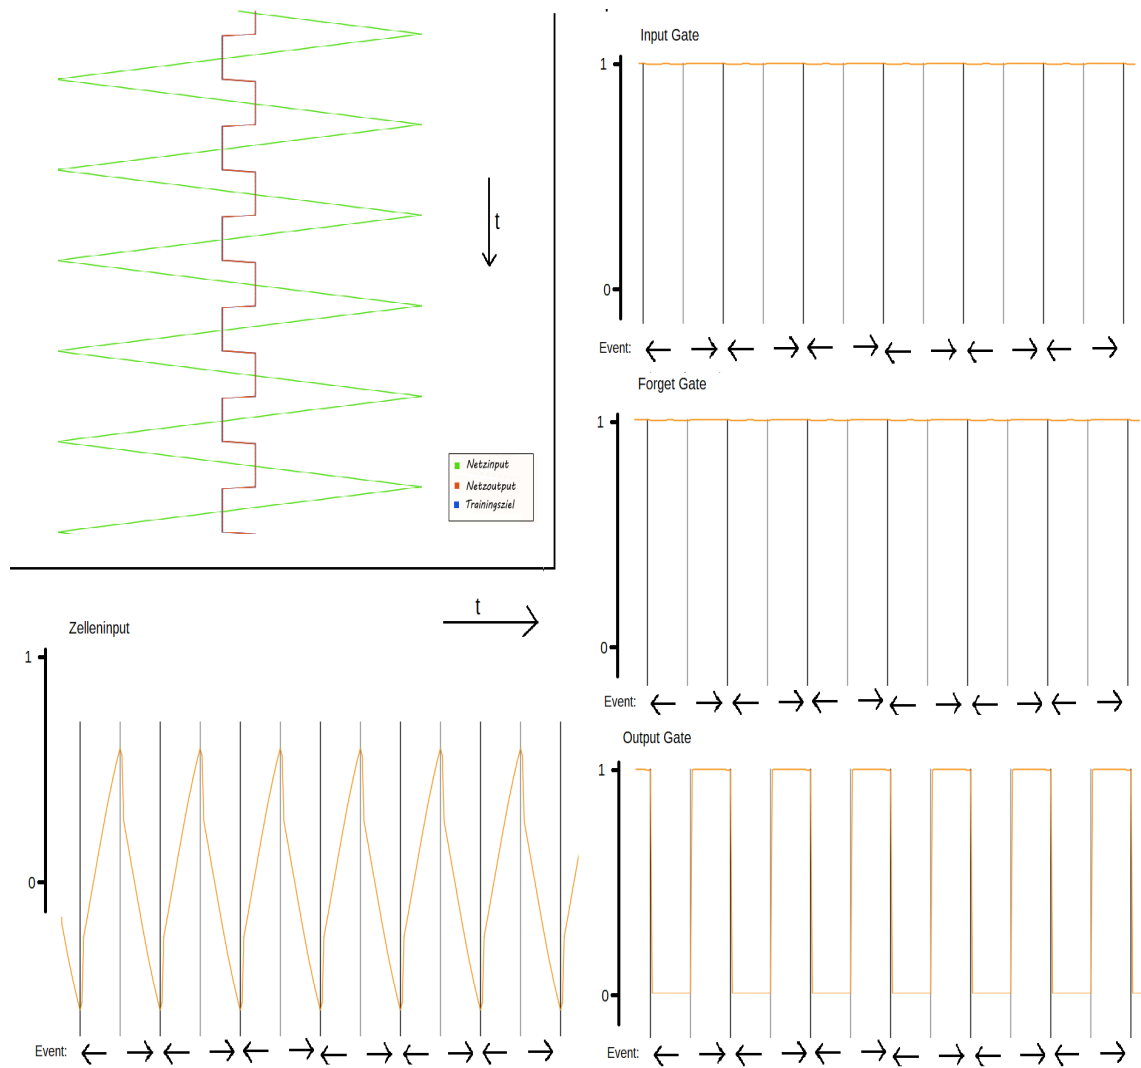 t
Netzinput
Netzoutput
Trainingsziel
Input Gate
1
0
Event:
Forget Gate
1
0
Event:
t
Zelleninput
1
0
Event:
Output Gate
1
0
Event: